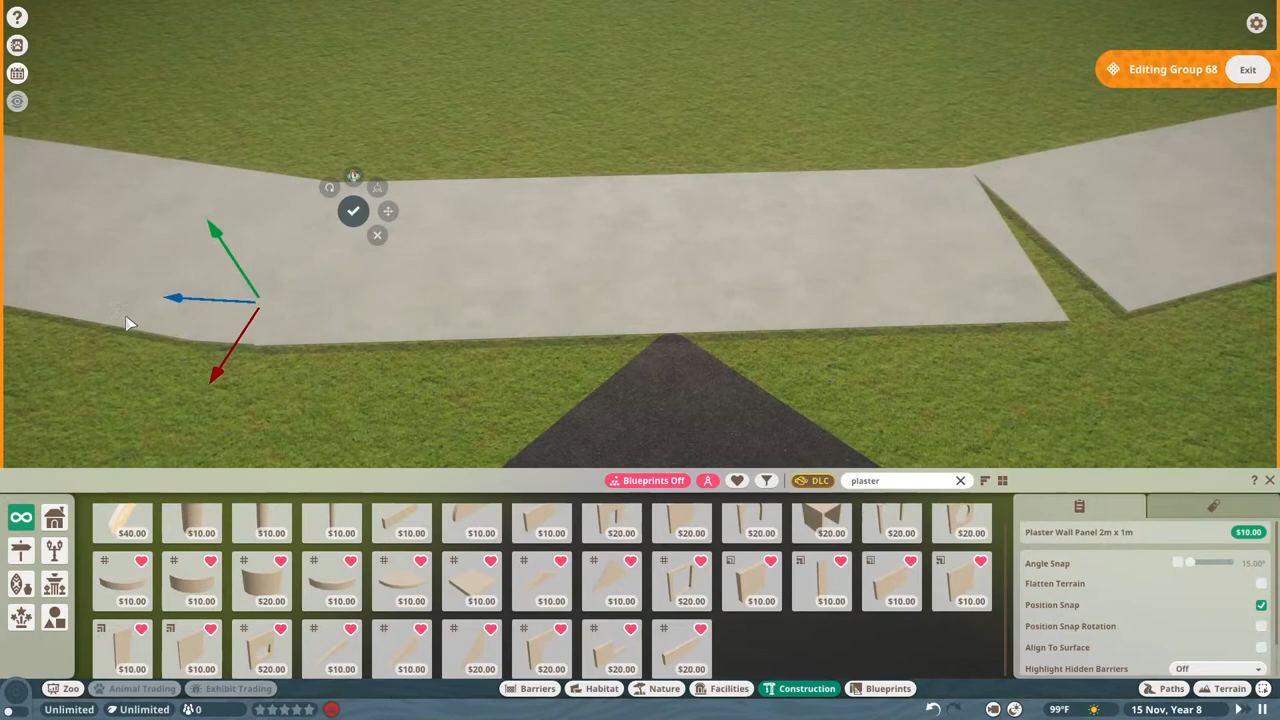 ?
Editing Group 68
Exit
Blueprints Off
DLC
plaster
?
$40.00
$10.00
$10.00
$10.00
$10.00
$10.00
$10.00
$20.00
$20.00
$20.00
$20.00
$20.00
$20.00
$10.00
$10.00
$20.00
$10.00
$10.00
$10.00
$10.00
$10.00
$20.00
$10.00
$10.00
$10.00
$10.00
$10.00
$10.00
$20.00
$10.00
$10.00
$20.00
$10.00
$20.00
$20.00
Plaster Wall Panel 2m x 1m
$10.00
Angle Snap
15.00°
Flatten Terrain
Position Snap
Position Snap Rotation
Align To Surface
Highlight Hidden Barriers
Off
Zoo
Animal Trading
Exhibit Trading
Barriers
Habitat
Nature
Facilities
Construction
Blueprints
Paths
Terrain
Unlimited
Unlimited
0
99°F
15 Nov, Year 8